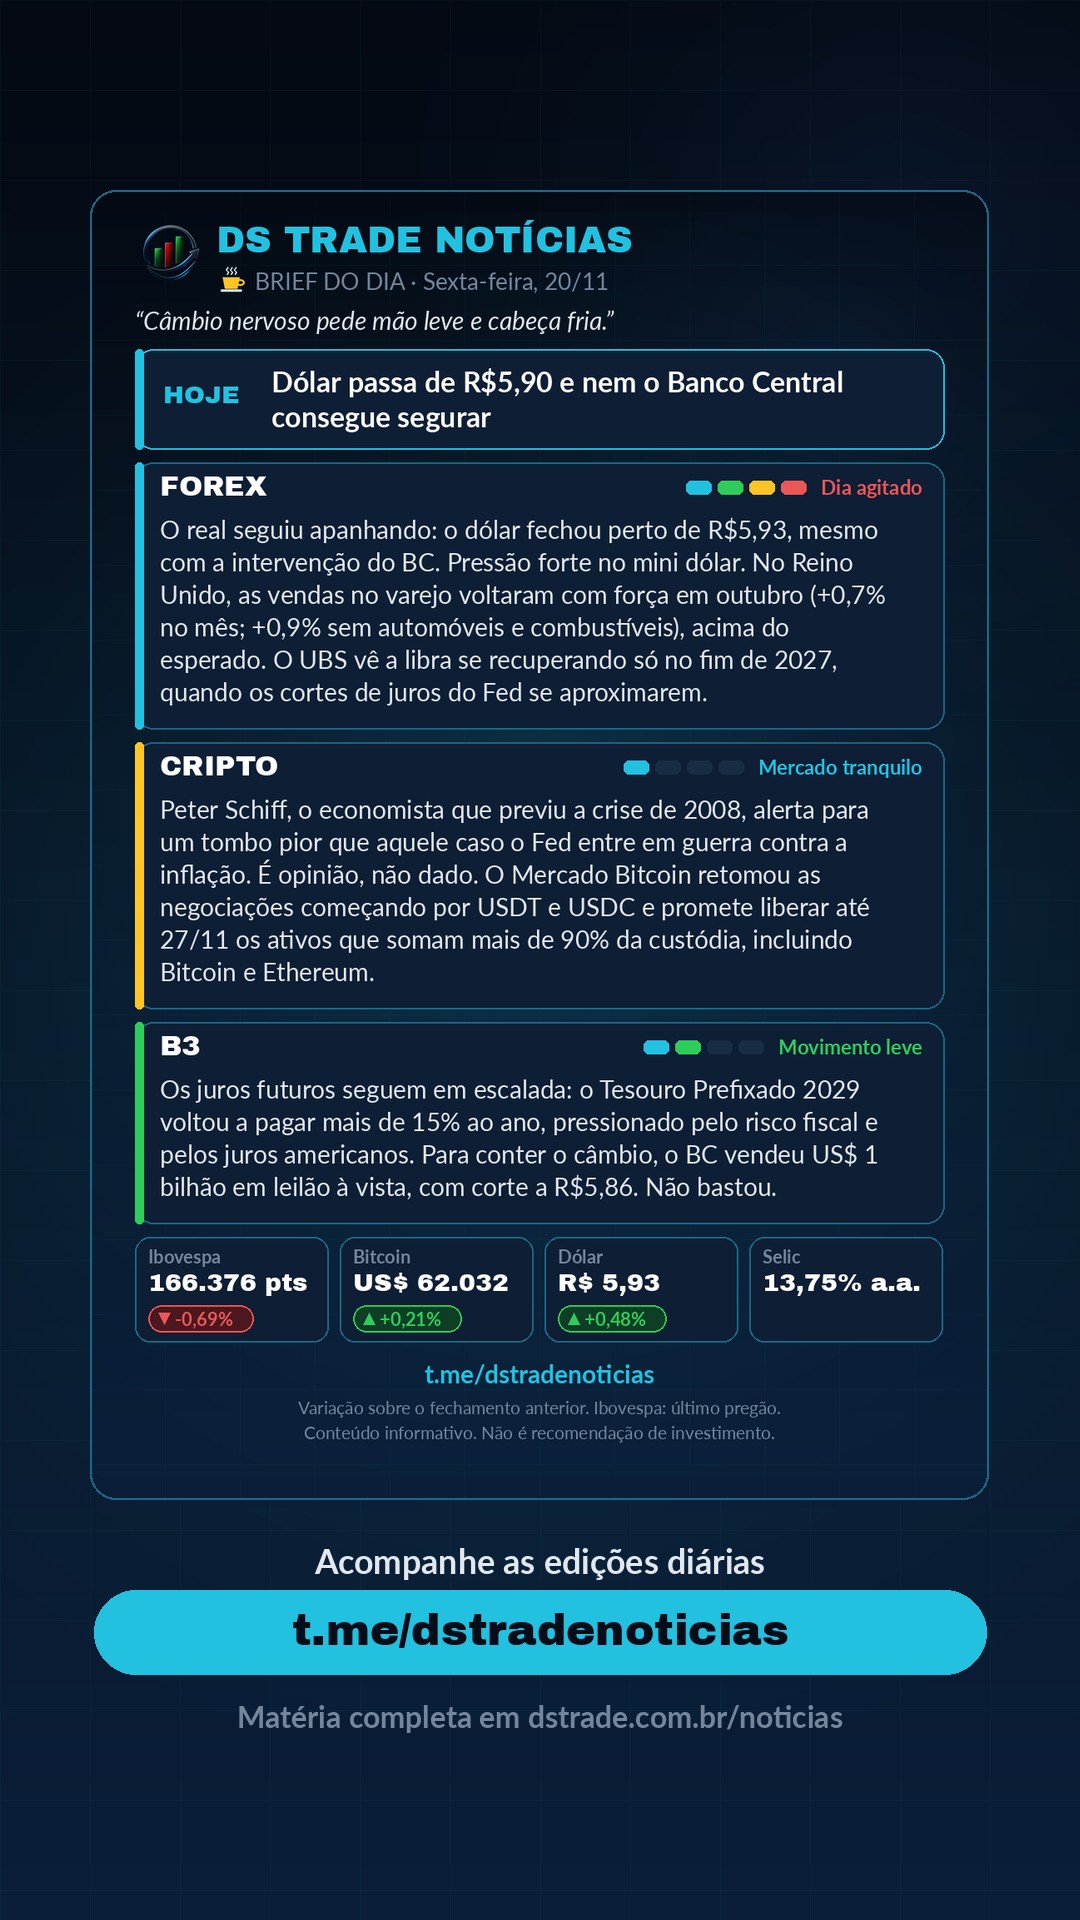 DS TRADE NOTÍCIAS
BRIEF DO DIA · Sexta-feira, 20/11
“Câmbio nervoso pede mão leve e cabeça fria.”
HOJE
Dólar passa de R$5,90 e nem o Banco Central
consegue segurar
FOREX
Dia agitado
O real seguiu apanhando: o dólar fechou perto de R$5,93, mesmo
com a intervenção do BC. Pressão forte no mini dólar. No Reino
Unido, as vendas no varejo voltaram com força em outubro (+0,7%
no mês; +0,9% sem automóveis e combustíveis), acima do
esperado. O UBS vê a libra se recuperando só no fim de 2027,
quando os cortes de juros do Fed se aproximarem.
CRIPTO
Mercado tranquilo
Peter Schiff, o economista que previu a crise de 2008, alerta para
um tombo pior que aquele caso o Fed entre em guerra contra a
inflação. É opinião, não dado. O Mercado Bitcoin retomou as
negociações começando por USDT e USDC e promete liberar até
27/11 os ativos que somam mais de 90% da custódia, incluindo
Bitcoin e Ethereum.
B3
Movimento leve
Os juros futuros seguem em escalada: o Tesouro Prefixado 2029
voltou a pagar mais de 15% ao ano, pressionado pelo risco fiscal e
pelos juros americanos. Para conter o câmbio, o BC vendeu US$ 1
bilhão em leilão à vista, com corte a R$5,86. Não bastou.
Ibovespa
166.376 pts
▼ -0,69%
Bitcoin
US$ 62.032
▲ +0,21%
Dólar
R$ 5,93
▲ +0,48%
Selic
13,75% a.a.
t.me/dstradenoticias
Variação sobre o fechamento anterior. Ibovespa: último pregão.
Conteúdo informativo. Não é recomendação de investimento.
Acompanhe as edições diárias
t.me/dstradenoticias
Matéria completa em dstrade.com.br/noticias